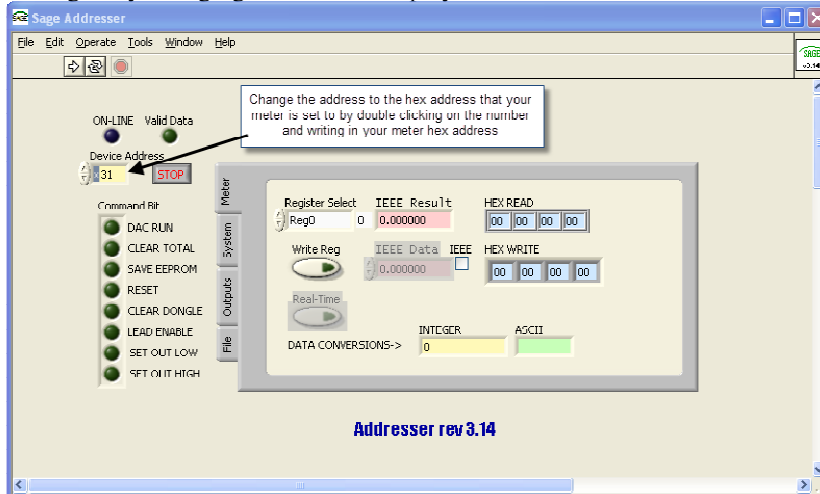 Sage Addresser
File Edit Operate Tools Window Help
SAGE
v3.14
Change the address to the hex address that your
meter is set to by double clicking on the number
and writing in your meter hex address
ON-LINE Valid Data
Device Address
x 31 STOP
Command Bit
DAC RUN
CLEAR TOTAL
SAVE EEPROM
RESET
CLEAR DONGLE
LEAD ENABLE
SET OUT LOW
SET OUT HIGH
Meter
System
Outputs
File
Register Select IEEE Result HEX READ
Reg0 0 0.000000 00 00 00 00
Write Reg IEEE Data IEEE HEX WRITE
0.000000 00 00 00 00
Real-Time
INTEGER ASCII
DATA CONVERSIONS-> 0
Addresser rev 3.14